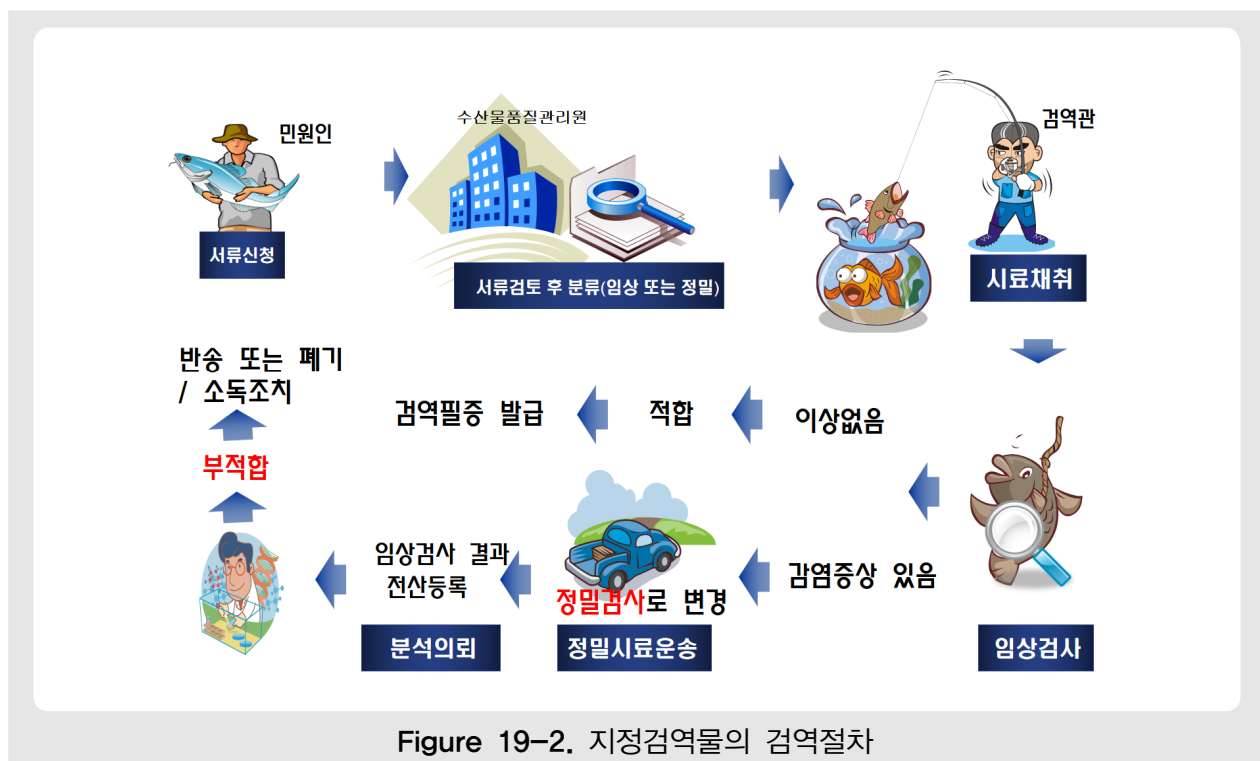 민원인
수산물품질관리원
검역관
서류신청
서류검토 후 분류(임상 또는 정밀)
시료채취
반송 또는 폐기
/ 소독조치
검역필증 발급
적합
이상없음
부적합
임상검사 결과
전산등록
정밀검사로 변경
감염증상 있음
분석의뢰
정밀시료운송
임상검사
Figure 19-2. 지정검역물의 검역절차